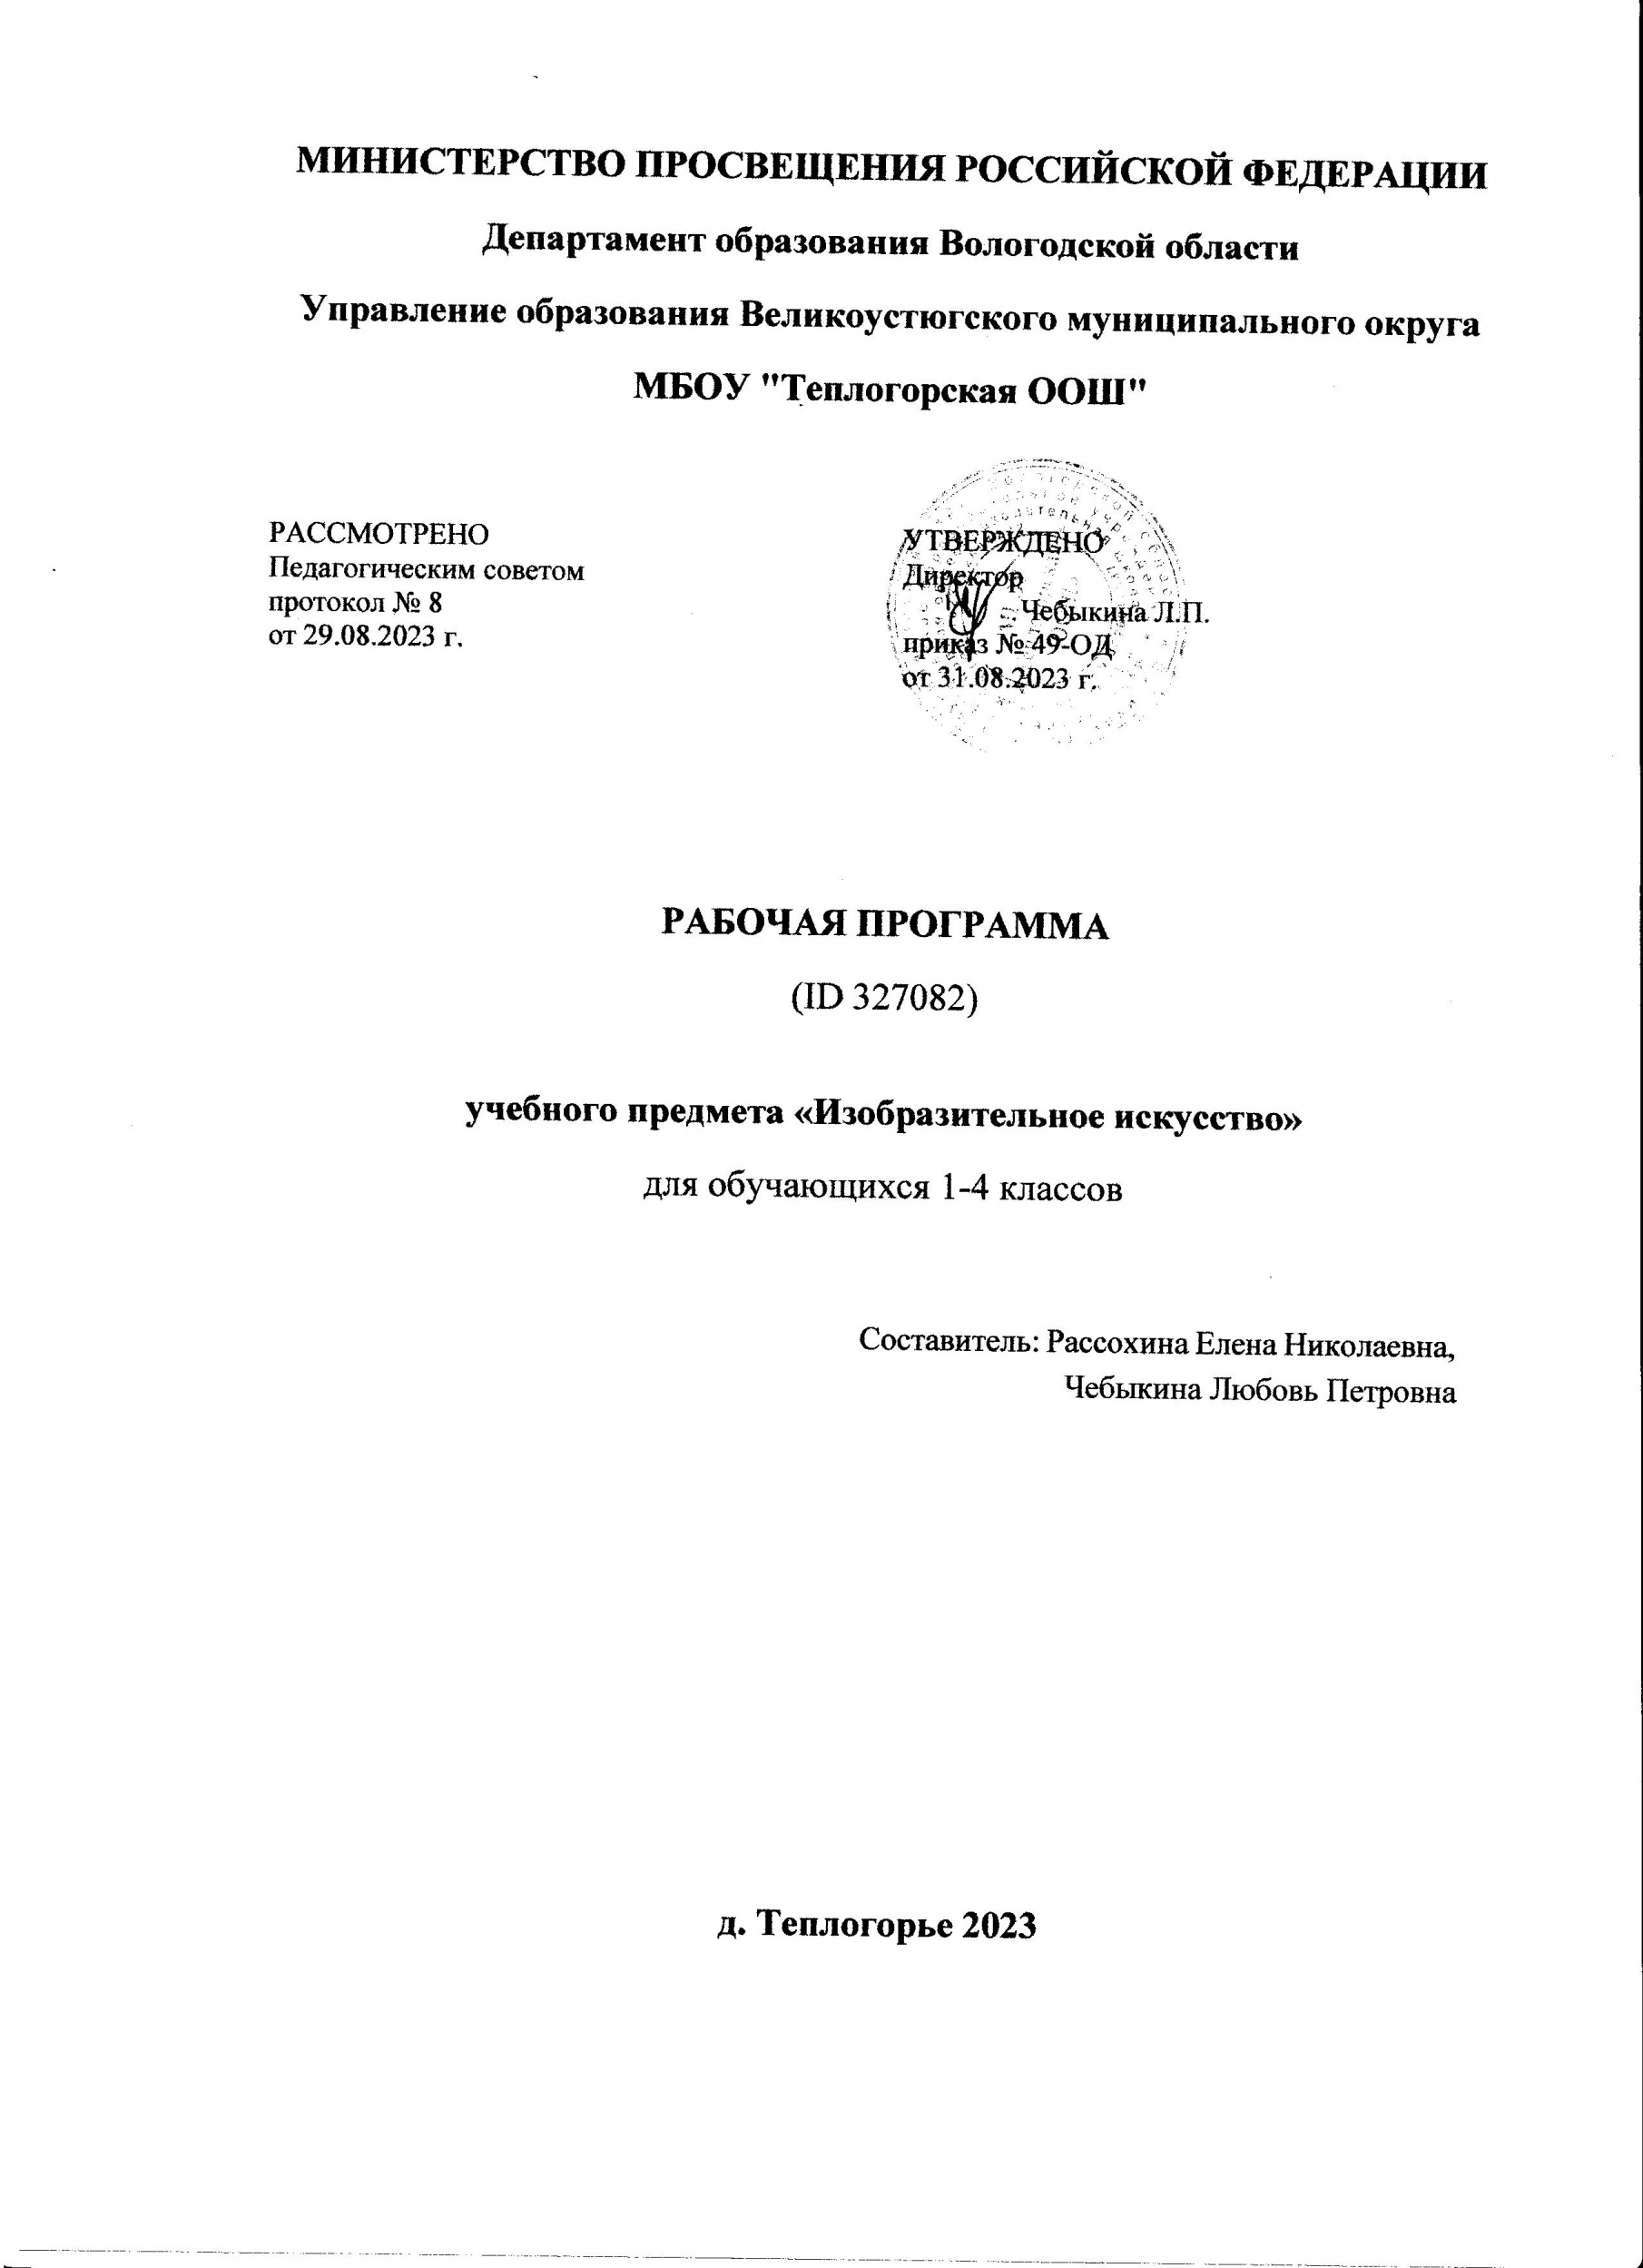 МИНИСТЕРСТВО ПРОСВЕЩЕНИЯ РОССИЙСКОЙ ФЕДЕРАЦИИ
Департамент образования Вологодской области
Управление образования Великоустюгского муниципального округа
МБОУ "Теплогорская ООШ"
РАССМОТРЕНО
Педагогическим советом
протокол № 8
от 29.08.2023 г.
УТВЕРЖДЕНО
Директор
Чебыкина Л.П.
приказ № 49-ОД
от 31.08.2023 г.
РАБОЧАЯ ПРОГРАММА
(ID 327082)
учебного предмета «Изобразительное искусство»
для обучающихся 1-4 классов
Составитель: Рассохина Елена Николаевна,
Чебыкина Любовь Петровна
д. Теплогорье 2023